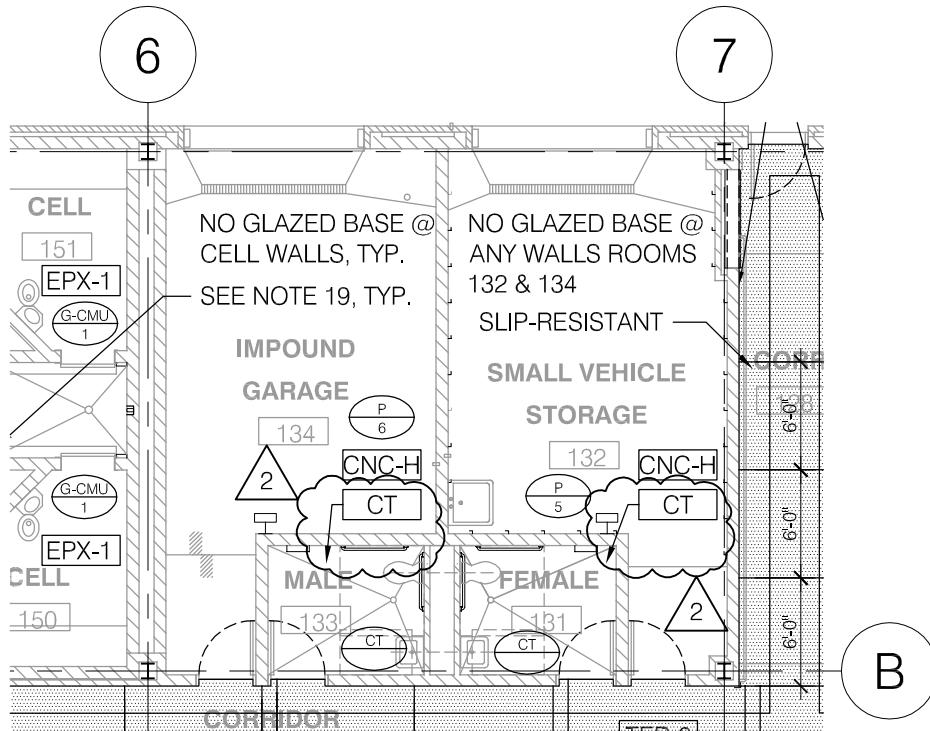 6
7
CELL
151
EPX-1
G-CMU
1
NO GLAZED BASE @
CELL WALLS, TYP.
SEE NOTE 19, TYP.
NO GLAZED BASE @
ANY WALLS ROOMS
132 & 134
SLIP-RESISTANT
IMPOUND
GARAGE
134
P
6
CNC-H
CT
2
SMALL VEHICLE
STORAGE
132
P
5
CNC-H
CT
2
6'-0"
6'-0"
6'-0"
G-CMU
1
EPX-1
CELL
150
MALE
133
CT
FEMALE
131
CT
B
CORRIDOR